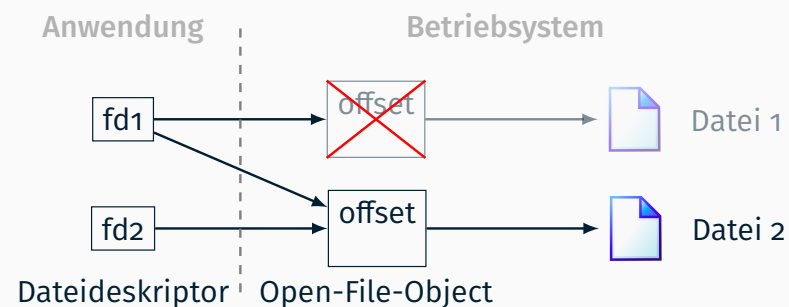 Anwendung Betriebsystem
fd1 offset Datei 1
fd2 offset Datei 2
Dateideskriptor Open-File-Object